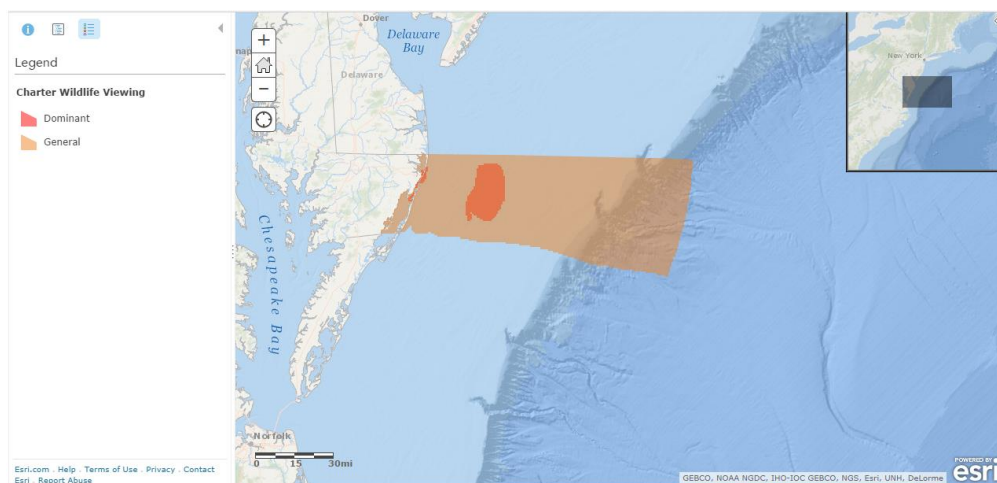 Legend
Charter Wildlife Viewing
Dominant
General
Esri.com . Help . Terms of Use . Privacy . Contact
Esri . Report Abuse
+
−
Dover
Delaware
Bay
Delaware
Chesapeake Bay
Norfolk
0 15 30mi
New York
GEBCO, NOAA NGDC, IHO-IOC GEBCO, NGS, Esri, UNH, DeLorme
POWERED BY
esri